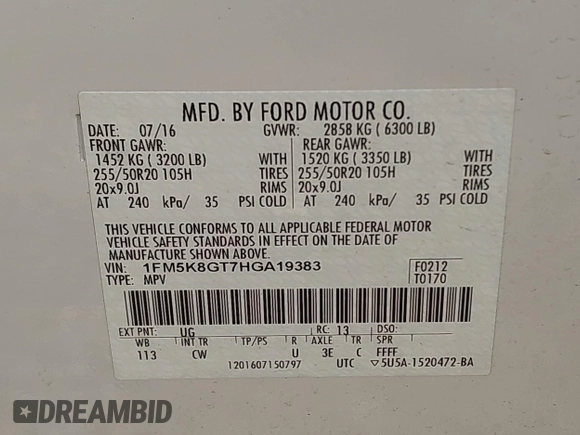 MFD. BY FORD MOTOR CO.
DATE: 07/16 GVWR: 2858 KG ( 6300 LB)
FRONT GAWR: REAR GAWR:
1452 KG ( 3200 LB) WITH 1520 KG ( 3350 LB) WITH
255/50R20 105H TIRES 255/50R20 105H TIRES
20x9.0J RIMS 20x9.0J RIMS
AT 240 kPa/ 35 PSI COLD AT 240 kPa/ 35 PSI COLD
THIS VEHICLE CONFORMS TO ALL APPLICABLE FEDERAL MOTOR
VEHICLE SAFETY STANDARDS IN EFFECT ON THE DATE OF
MANUFACTURE SHOWN ABOVE.
VIN: 1FM5K8GT7HGA19383 F0212
TYPE: MPV T0170
EXT PNT: UG RC: 13 DSO:
WB INT TR TP/PS R AXLE TR SPR
113 CW U 3E C FFFF
1201607150797 UTC ▽5U5A-1520472-BA
DREAMBID